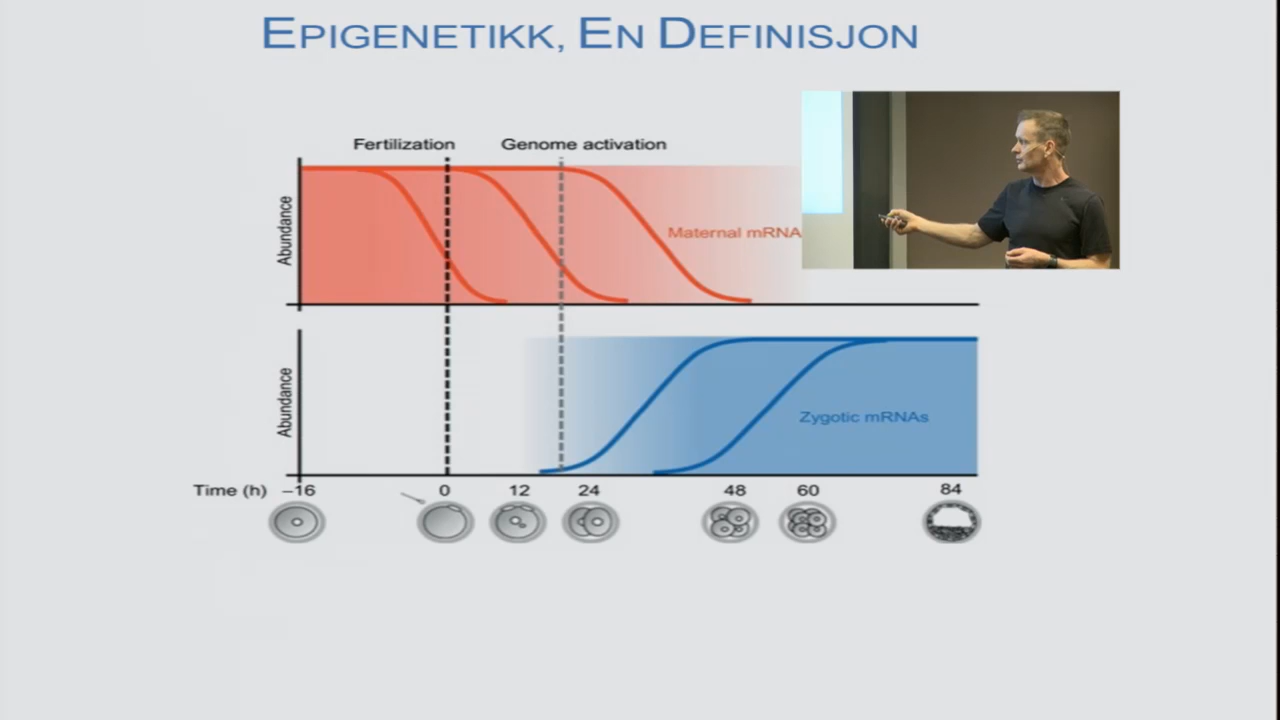 EPIGENETIKK, EN DEFINISJON
Fertilization
Genome activation
Abundance
Maternal mRNA
Abundance
Zygotic mRNAs
Time (h) –16 0 12 24 48 60 84